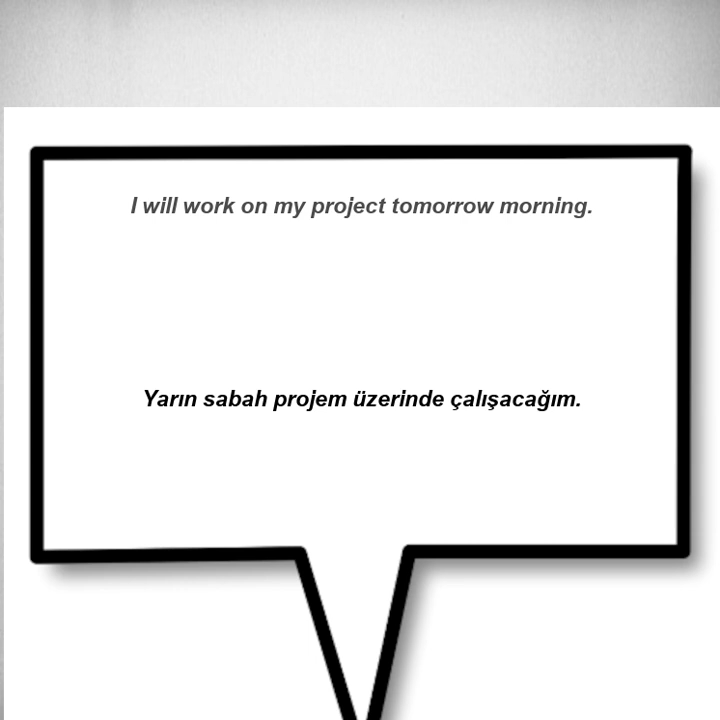 I will work on my project tomorrow morning.
Yarın sabah projem üzerinde çalışacağım.